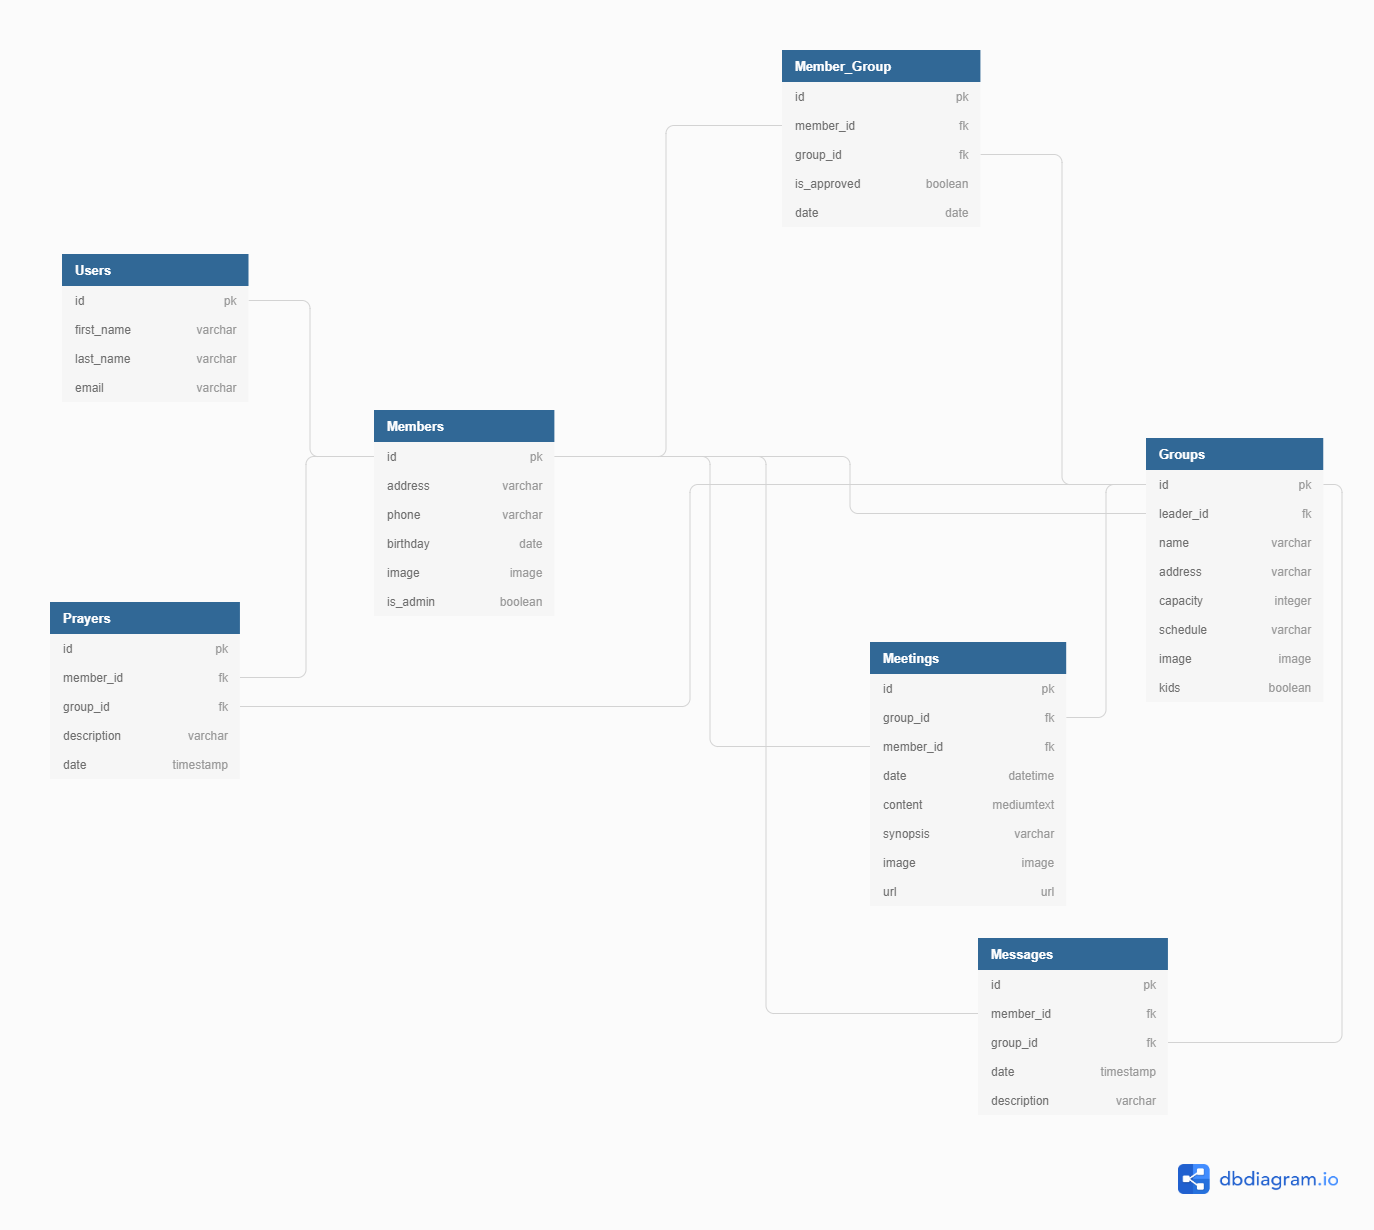 Member_Group
id pk
member_id fk
group_id fk
is_approved boolean
date date
Users
id pk
first_name varchar
last_name varchar
email varchar
Members
id pk
address varchar
phone varchar
birthday date
image image
is_admin boolean
Groups
id pk
leader_id fk
name varchar
address varchar
capacity integer
schedule varchar
image image
kids boolean
Prayers
id pk
member_id fk
group_id fk
description varchar
date timestamp
Meetings
id pk
group_id fk
member_id fk
date datetime
content mediumtext
synopsis varchar
image image
url url
Messages
id pk
member_id fk
group_id fk
date timestamp
description varchar
dbdiagram.io